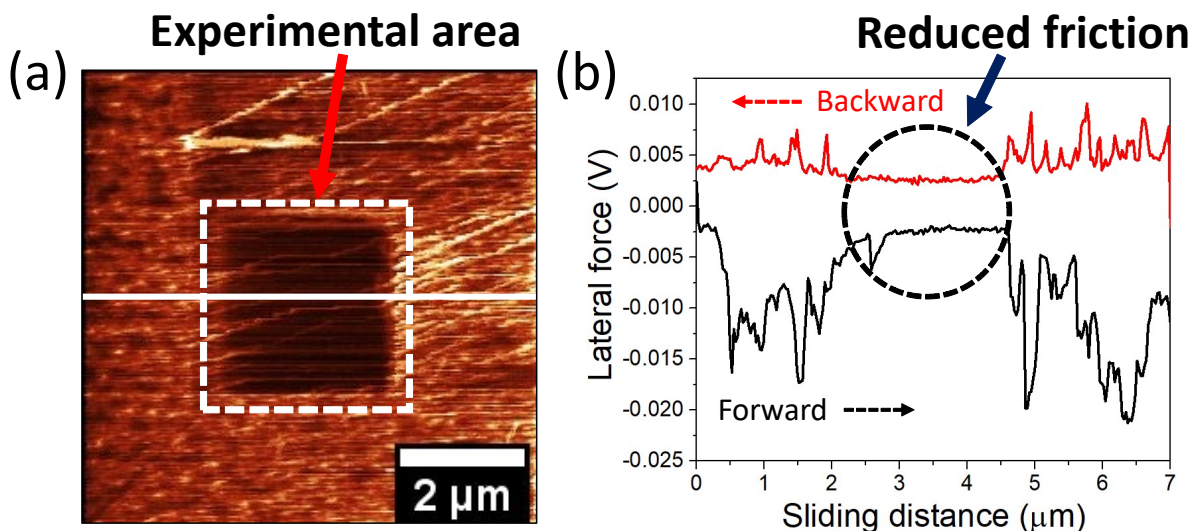 Experimental area
(a)
2 μm
Reduced friction
(b)
Backward
Forward
Lateral force (V)
0.010
0.005
0.000
-0.005
-0.010
-0.015
-0.020
-0.025
0 1 2 3 4 5 6 7
Sliding distance (μm)